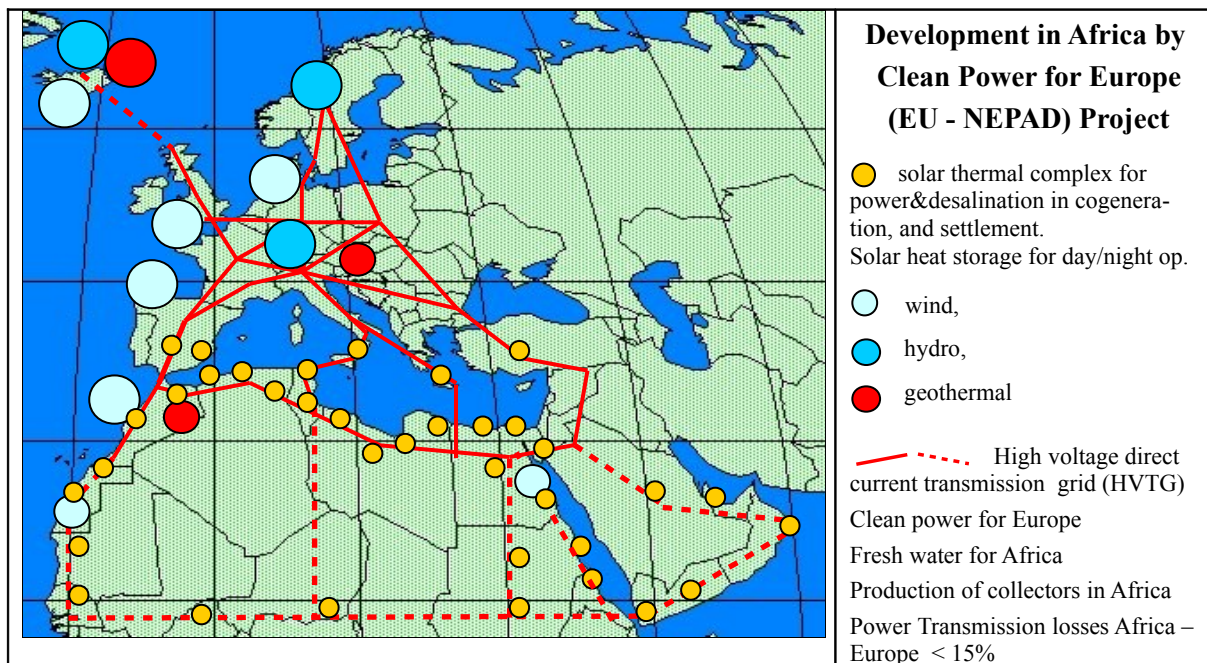 Development in Africa by
Clean Power for Europe
(EU - NEPAD) Project
solar thermal complex for
power&desalination in cogenera-
tion, and settlement.
Solar heat storage for day/night op.
wind,
hydro,
geothermal
High voltage direct
current transmission grid (HVTG)
Clean power for Europe
Fresh water for Africa
Production of collectors in Africa
Power Transmission losses Africa –
Europe < 15%